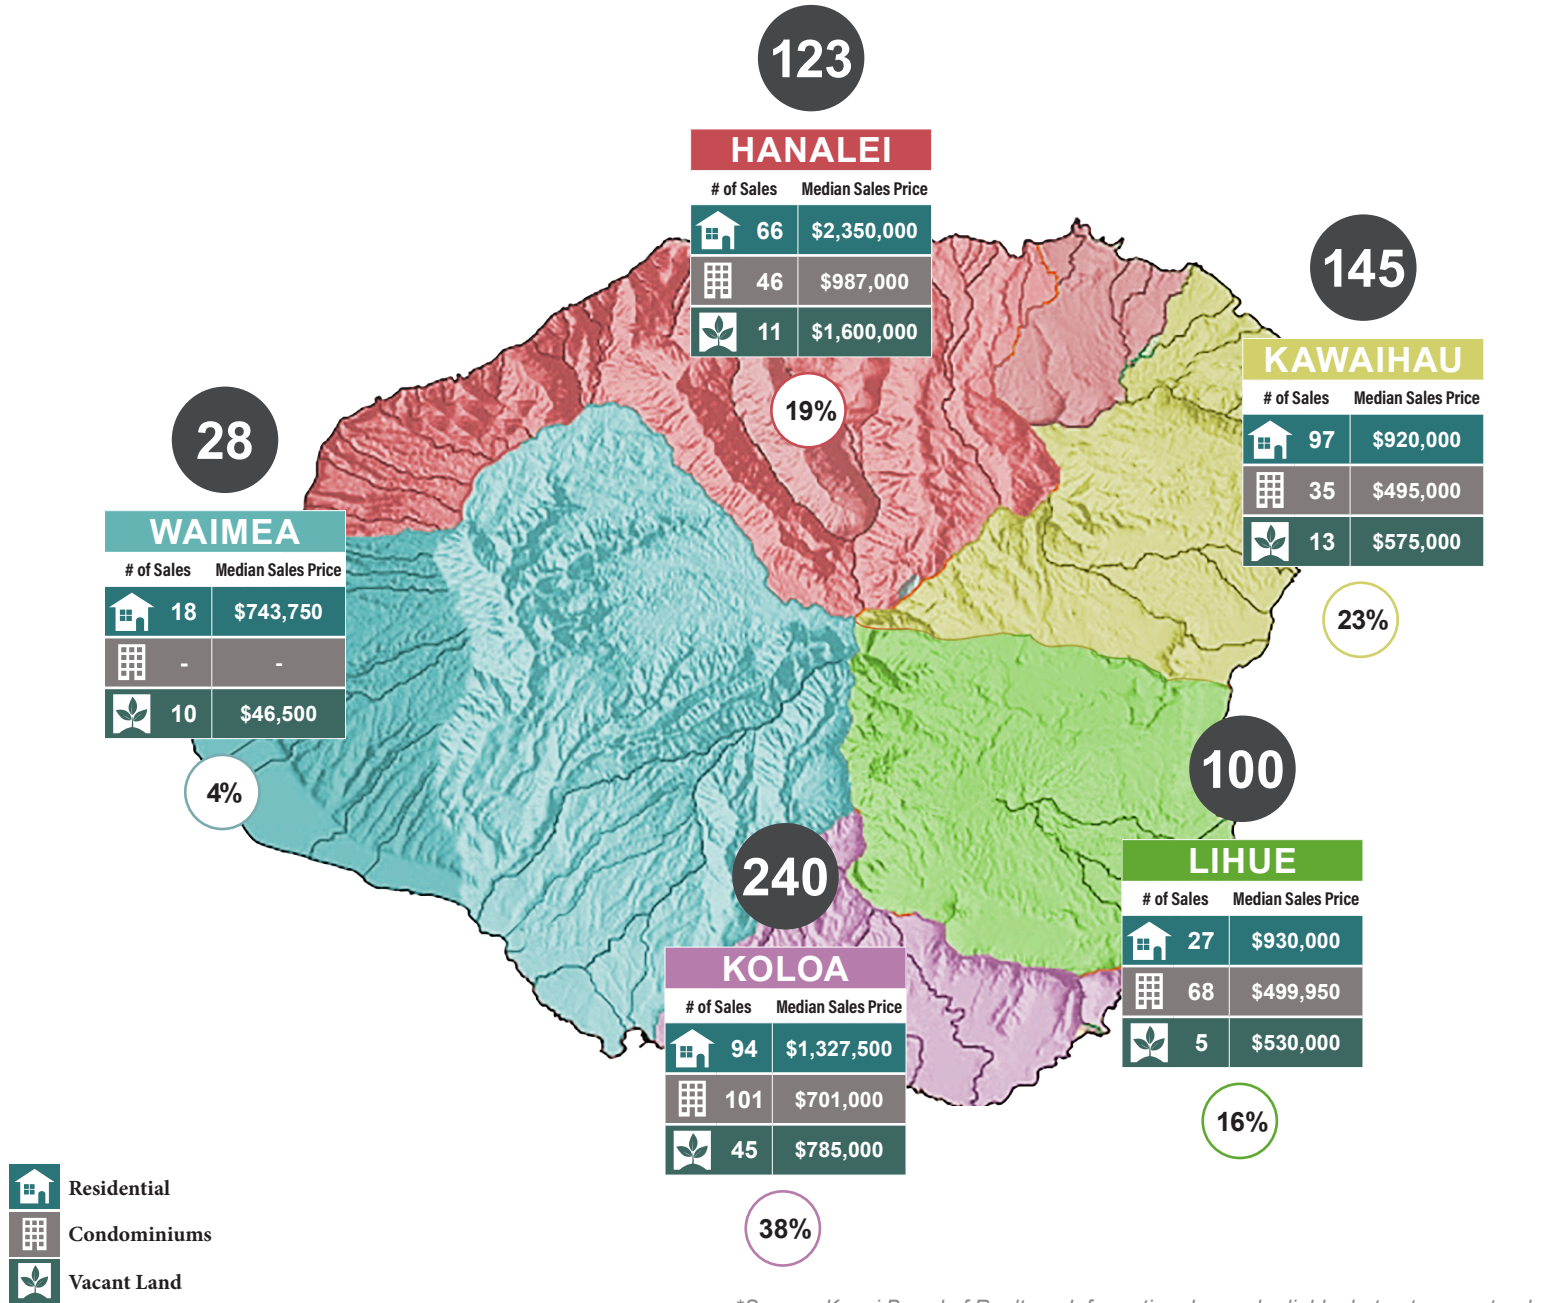 123
HANALEI
# of Sales Median Sales Price
66 $2,350,000
46 $987,000
11 $1,600,000
19%
145
KAWAIHAU
# of Sales Median Sales Price
97 $920,000
35 $495,000
13 $575,000
23%
28
WAIMEA
# of Sales Median Sales Price
18 $743,750
- -
10 $46,500
4%
100
LIHUE
# of Sales Median Sales Price
27 $930,000
68 $499,950
5 $530,000
16%
240
KOLOA
# of Sales Median Sales Price
94 $1,327,500
101 $701,000
45 $785,000
38%
Residential
Condominiums
Vacant Land